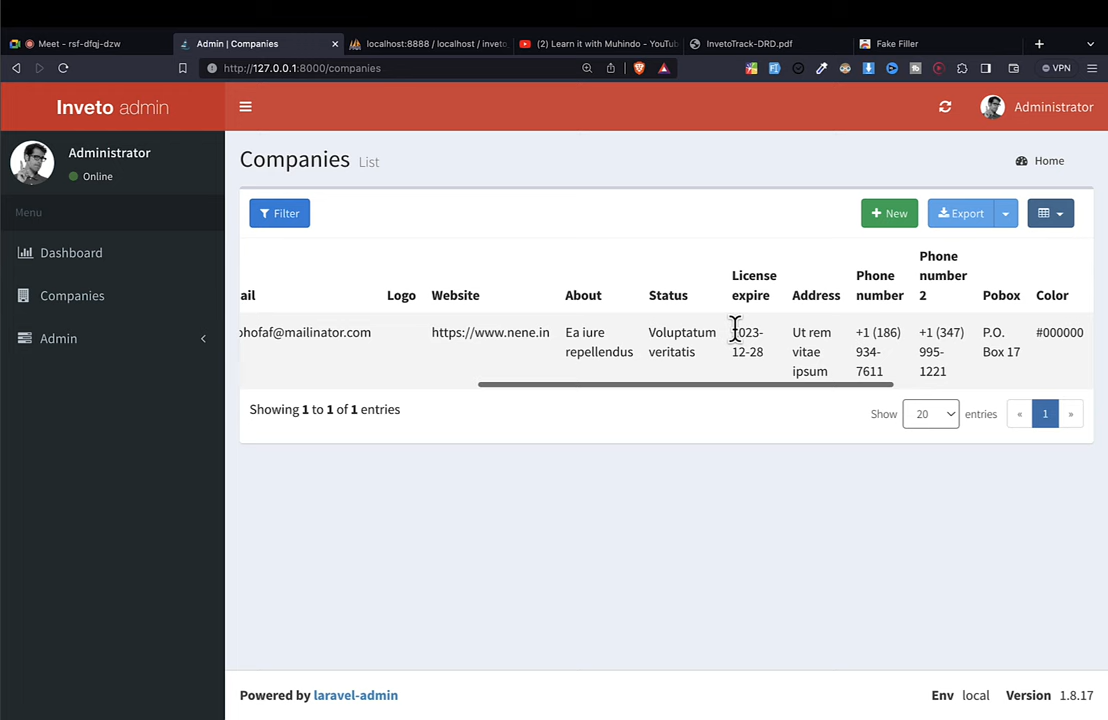 Meet - rsf-dfqj-dzw
Admin | Companies
localhost:8888 / localhost / inveto
(2) Learn it with Muhindo - YouTu
InvetoTrack-DRD.pdf
Fake Filler
http://127.0.0.1:8000/companies
VPN
Inveto admin
Administrator
Administrator
Online
Menu
Dashboard
Companies
Admin
Companies List
Home
Filter
New
Export
ail
Logo
Website
About
Status
License
expire
Address
Phone
number
Phone
number
2
Pobox
Color
ohofaf@mailinator.com
https://www.nene.in
Ea iure
repellendus
Voluptatum
veritatis
2023-
12-28
Ut rem
vitae
ipsum
+1 (186)
934-
7611
+1 (347)
995-
1221
P.O.
Box 17
#000000
Showing 1 to 1 of 1 entries
Show 20 entries
« 1 »
Powered by laravel-admin
Env local Version 1.8.17